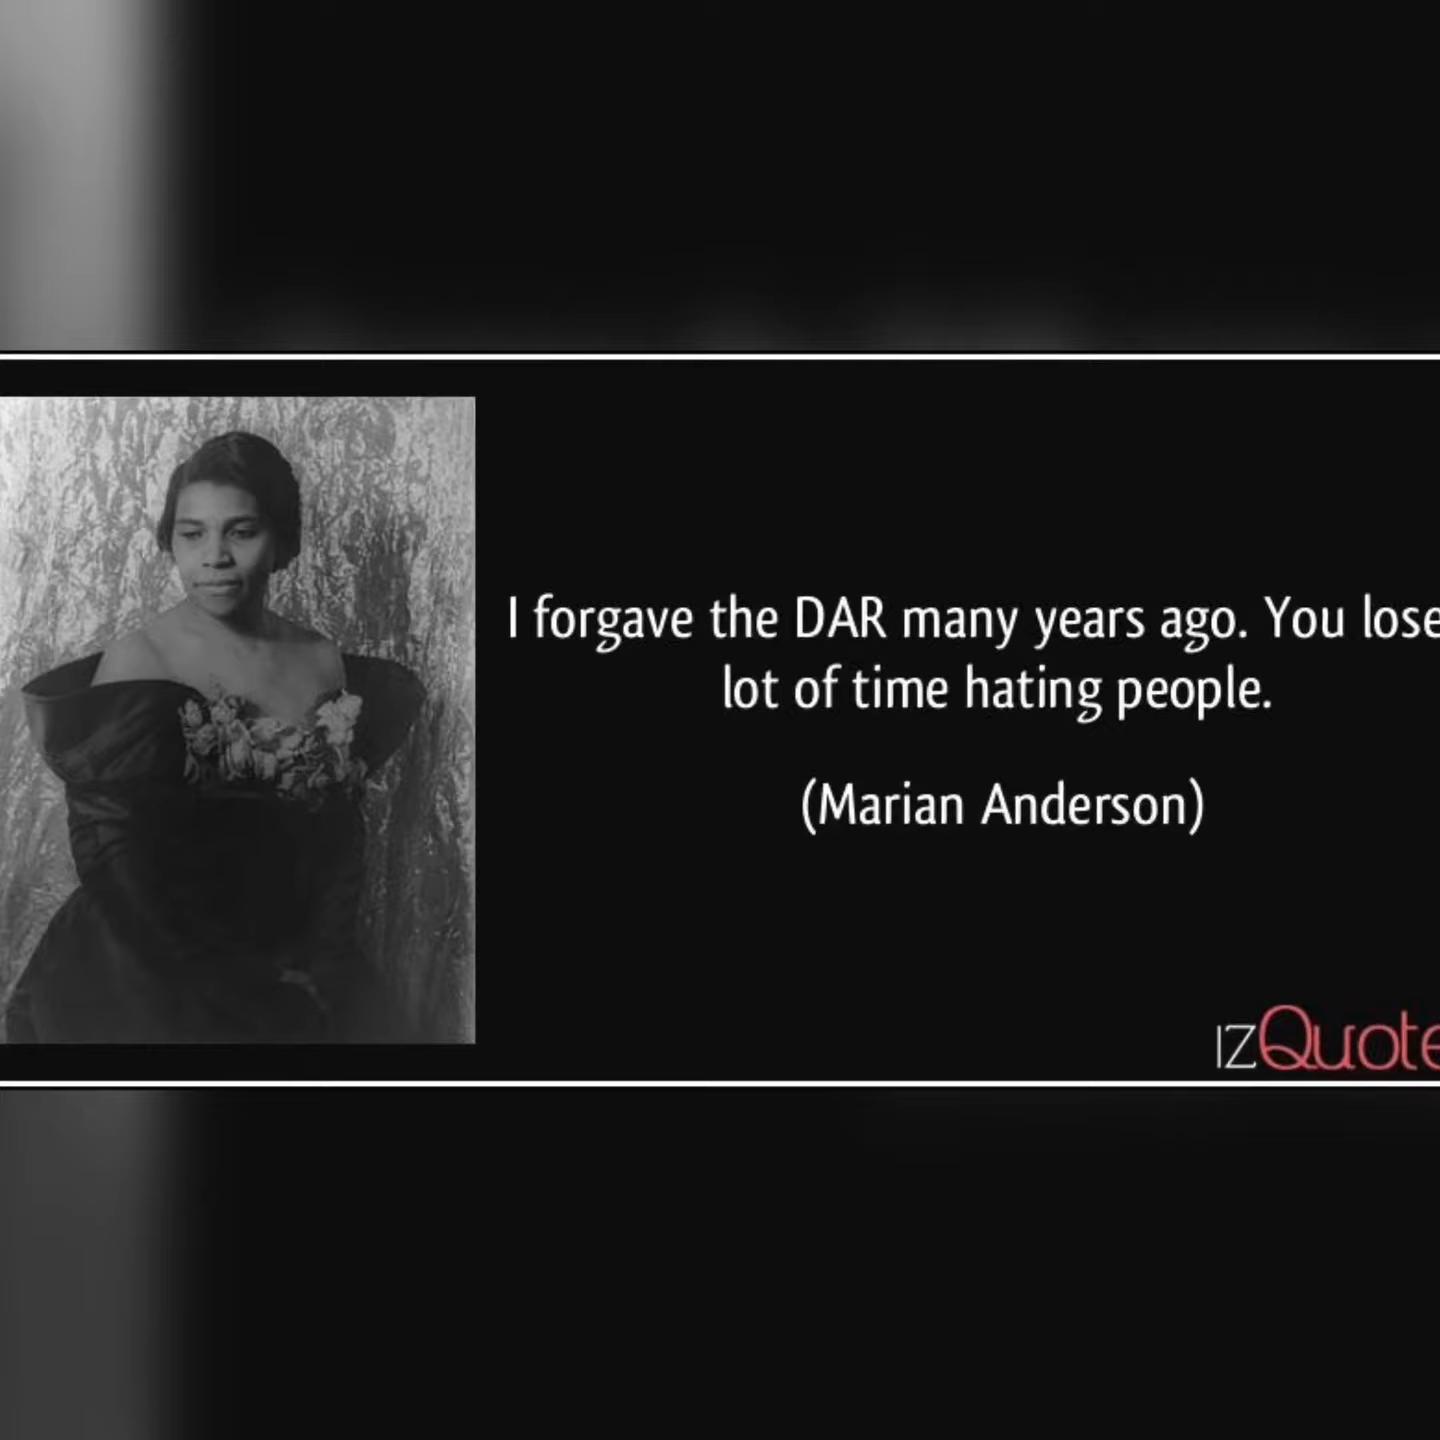 I forgave the DAR many years ago. You lose
lot of time hating people.
(Marian Anderson)
IZQuote